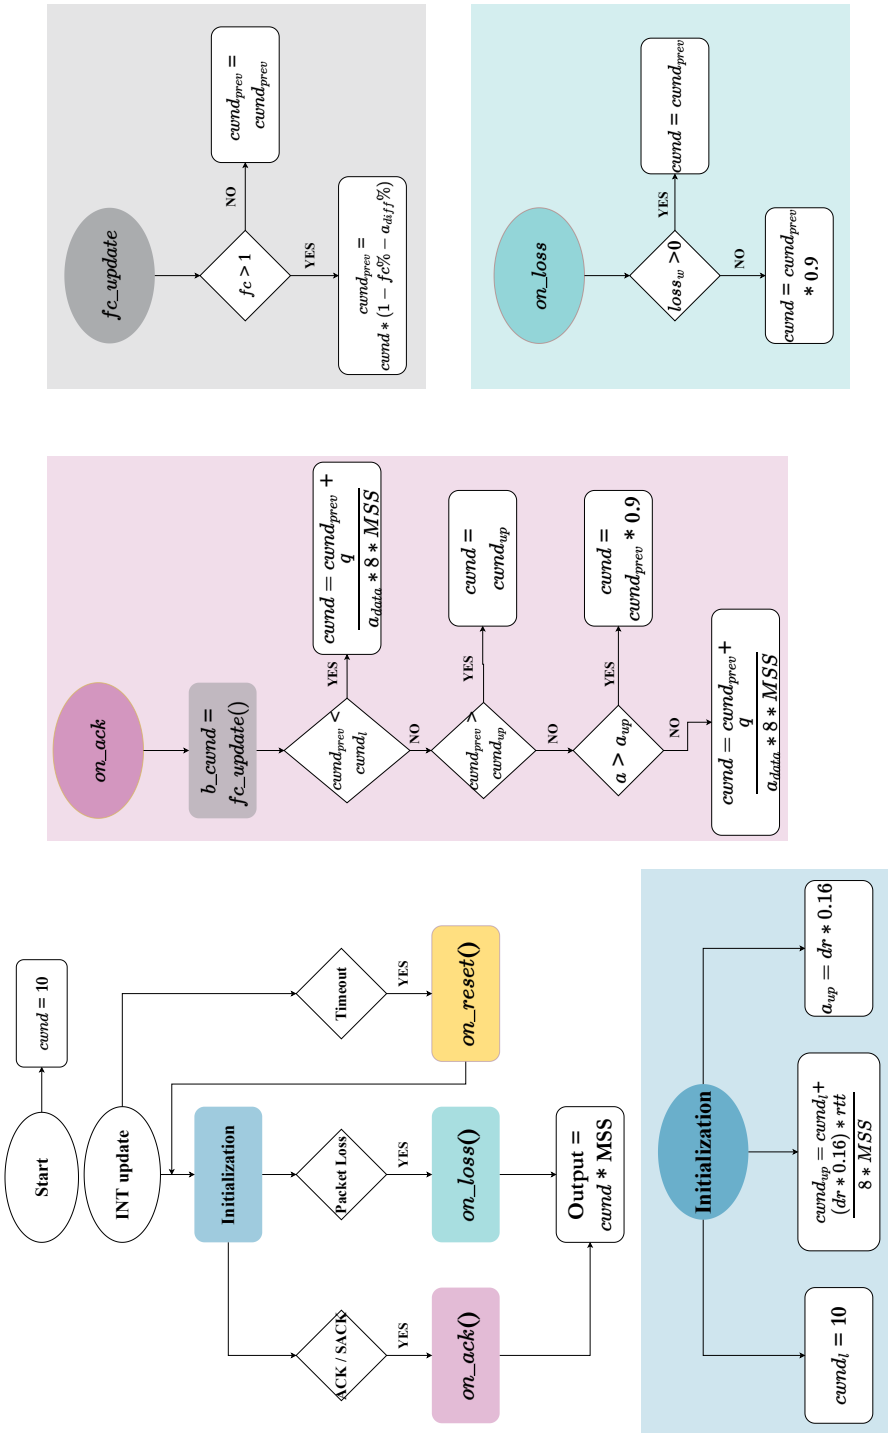 Start
cwnd = 10
INT update
Initialization
ACK / SACK
Packet Loss
Timeout
YES
YES
YES
on_ack()
on_loss()
on_reset()
Output =
cwnd * MSS
Initialization
cwnd_l = 10
cwnd_up = cwnd_l +
(dr * 0.16) * rtt
8 * MSS
a_up = dr * 0.16
on_ack
b_cwnd =
fc_update()
cwnd_prev <
cwnd_l
YES
cwnd = cwnd_prev +
q
a_data * 8 * MSS
NO
cwnd_prev >
cwnd_up
YES
cwnd =
cwnd_up
NO
a > a_up
YES
cwnd =
cwnd_prev * 0.9
NO
cwnd = cwnd_prev +
q
a_data * 8 * MSS
fc_update
fc > 1
NO
cwnd_prev =
cwnd_prev
YES
cwnd_prev =
cwnd * (1 − fc% − a_diff%)
on_loss
loss_w >0
YES
cwnd = cwnd_prev
NO
cwnd = cwnd_prev
* 0.9